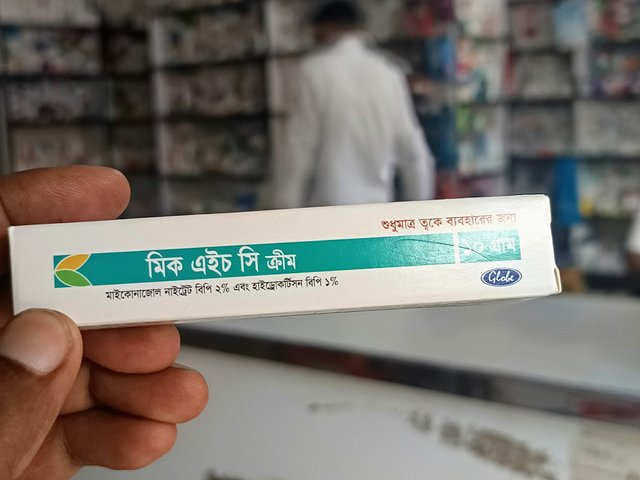 শুধুমাত্র ত্বকে ব্যবহারের জন্য
মিক এইচ সি ক্রীম
১০ গ্রাম
মাইকোনাজোল নাইট্রেট বিপি ২% এবং হাইড্রোকর্টিসন বিপি ১%
Globe